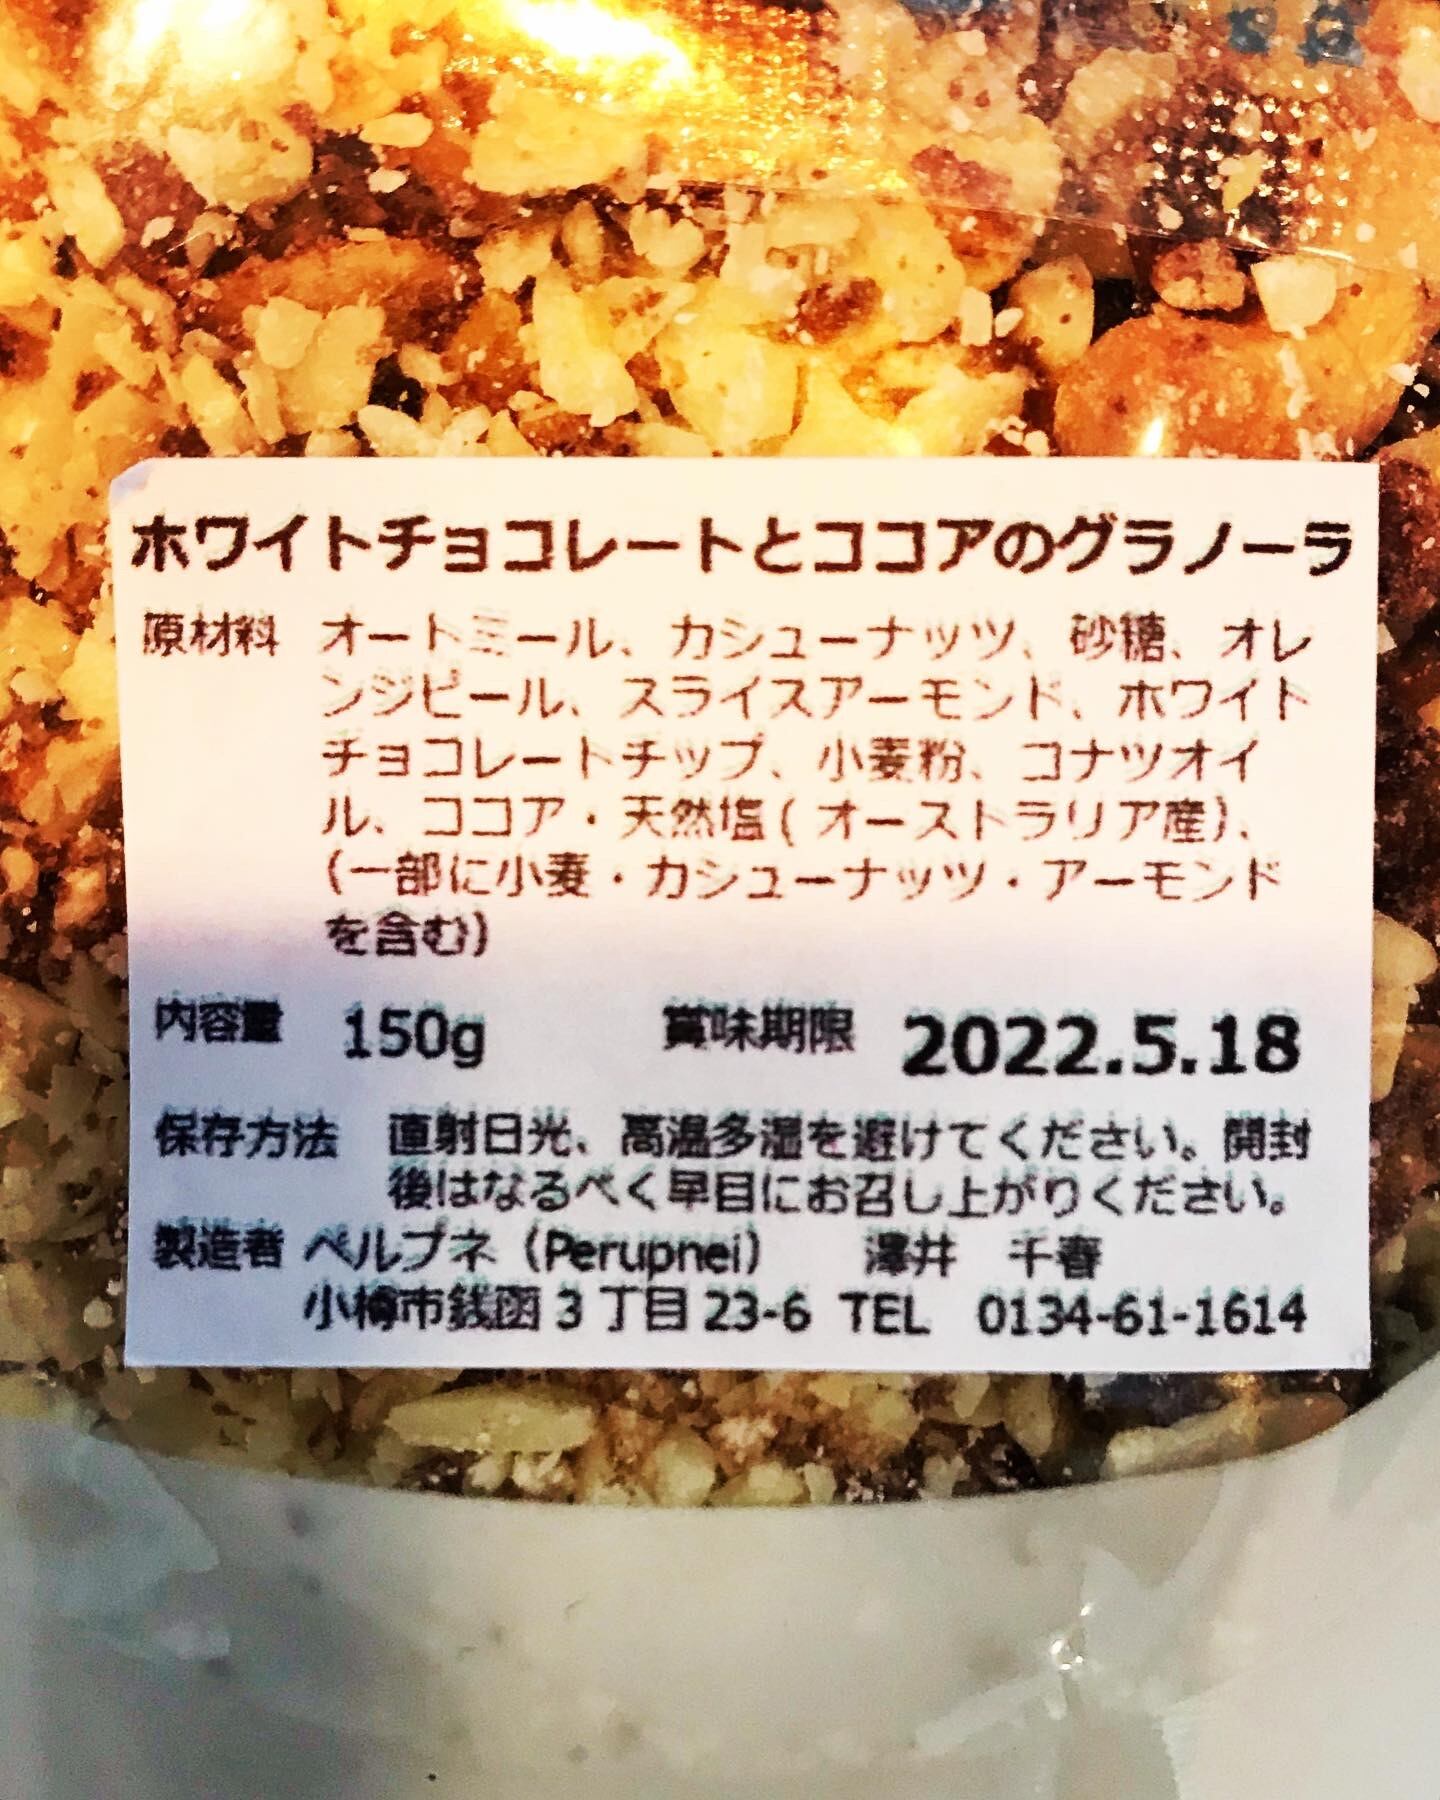 ホワイトチョコレートとココアのグラノーラ
原材料 オートミール、カシューナッツ、砂糖、オレ
ンジピール、スライスアーモンド、ホワイト
チョコレートチップ、小麦粉、コナツオイ
ル、ココア・天然塩( オーストラリア産)、
(一部に小麦・カシューナッツ・アーモンド
を含む)
内容量 150g 賞味期限 2022.5.18
保存方法 直射日光、高温多湿を避けてください。開封
後はなるべく早目にお召し上がりください。
製造者 ペルプネ（Perupnei） 澤井 千春
小樽市銭函3丁目23-6 TEL 0134-61-1614